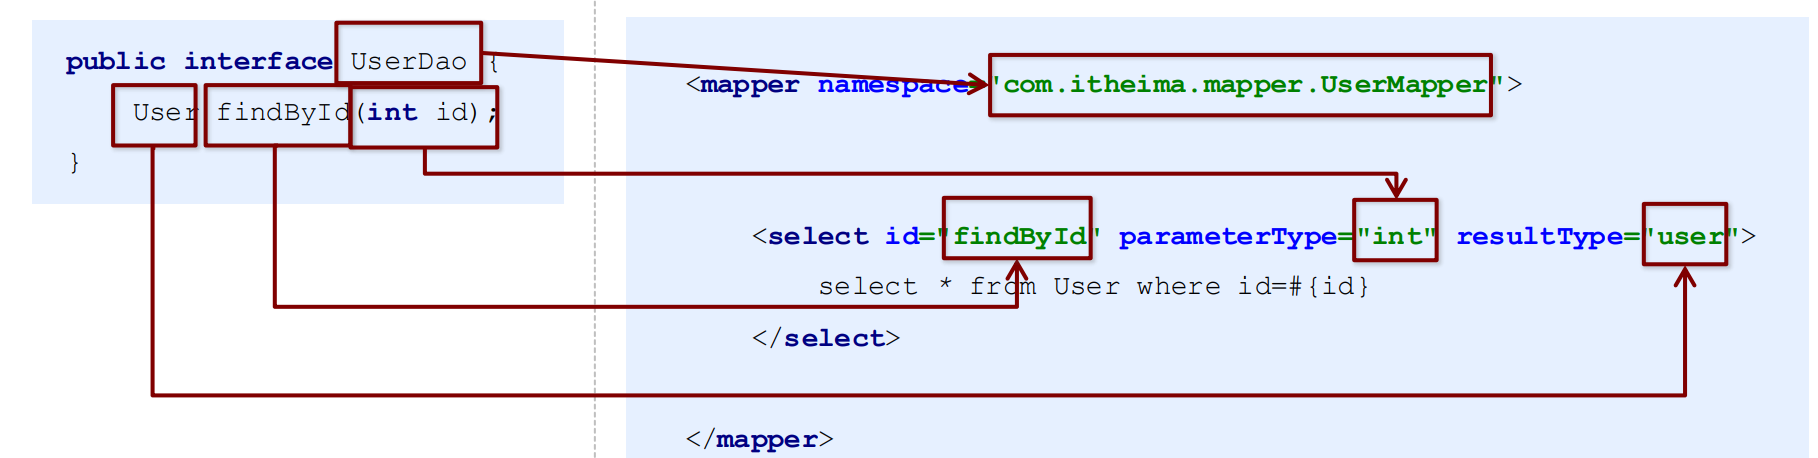 public interface UserDao {
User findById(int id);
}
<mapper namespace="com.itheima.mapper.UserMapper">
<select id="findById" parameterType="int" resultType="user">
select * from User where id=#{id}
</select>
</mapper>